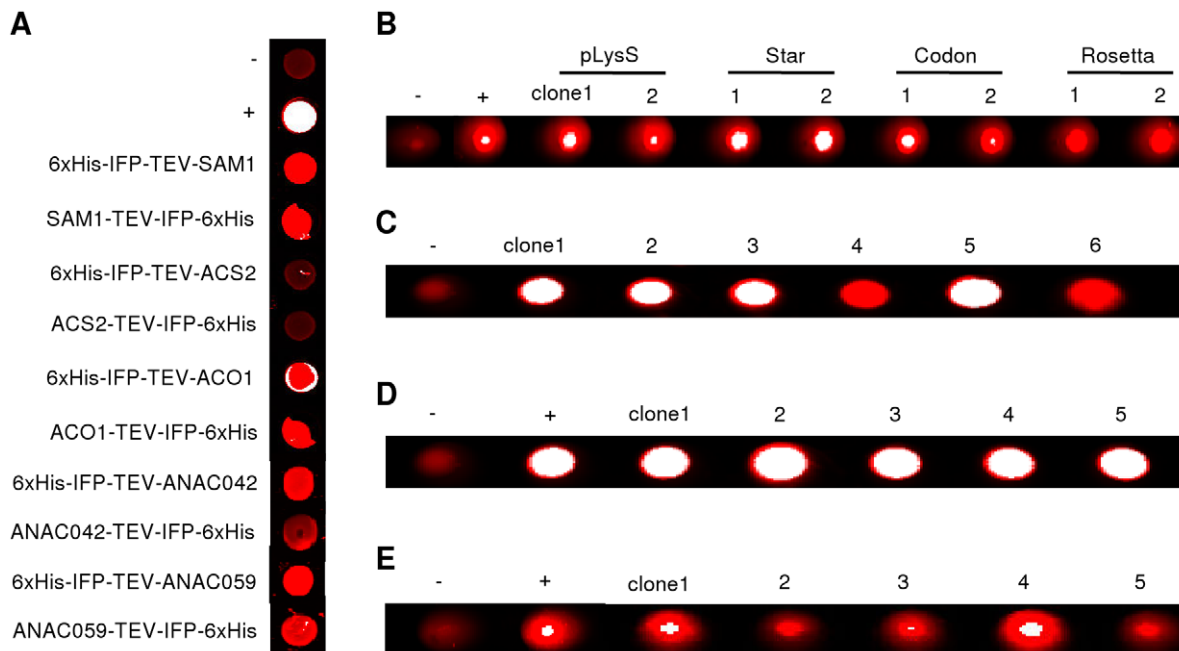 A
-
+
6xHis-IFP-TEV-SAM1
SAM1-TEV-IFP-6xHis
6xHis-IFP-TEV-ACS2
ACS2-TEV-IFP-6xHis
6xHis-IFP-TEV-ACO1
ACO1-TEV-IFP-6xHis
6xHis-IFP-TEV-ANAC042
ANAC042-TEV-IFP-6xHis
6xHis-IFP-TEV-ANAC059
ANAC059-TEV-IFP-6xHis
B
pLysS Star Codon Rosetta
- + clone1 2 1 2 1 2 1 2
C
- clone1 2 3 4 5 6
D
- + clone1 2 3 4 5
E
- + clone1 2 3 4 5